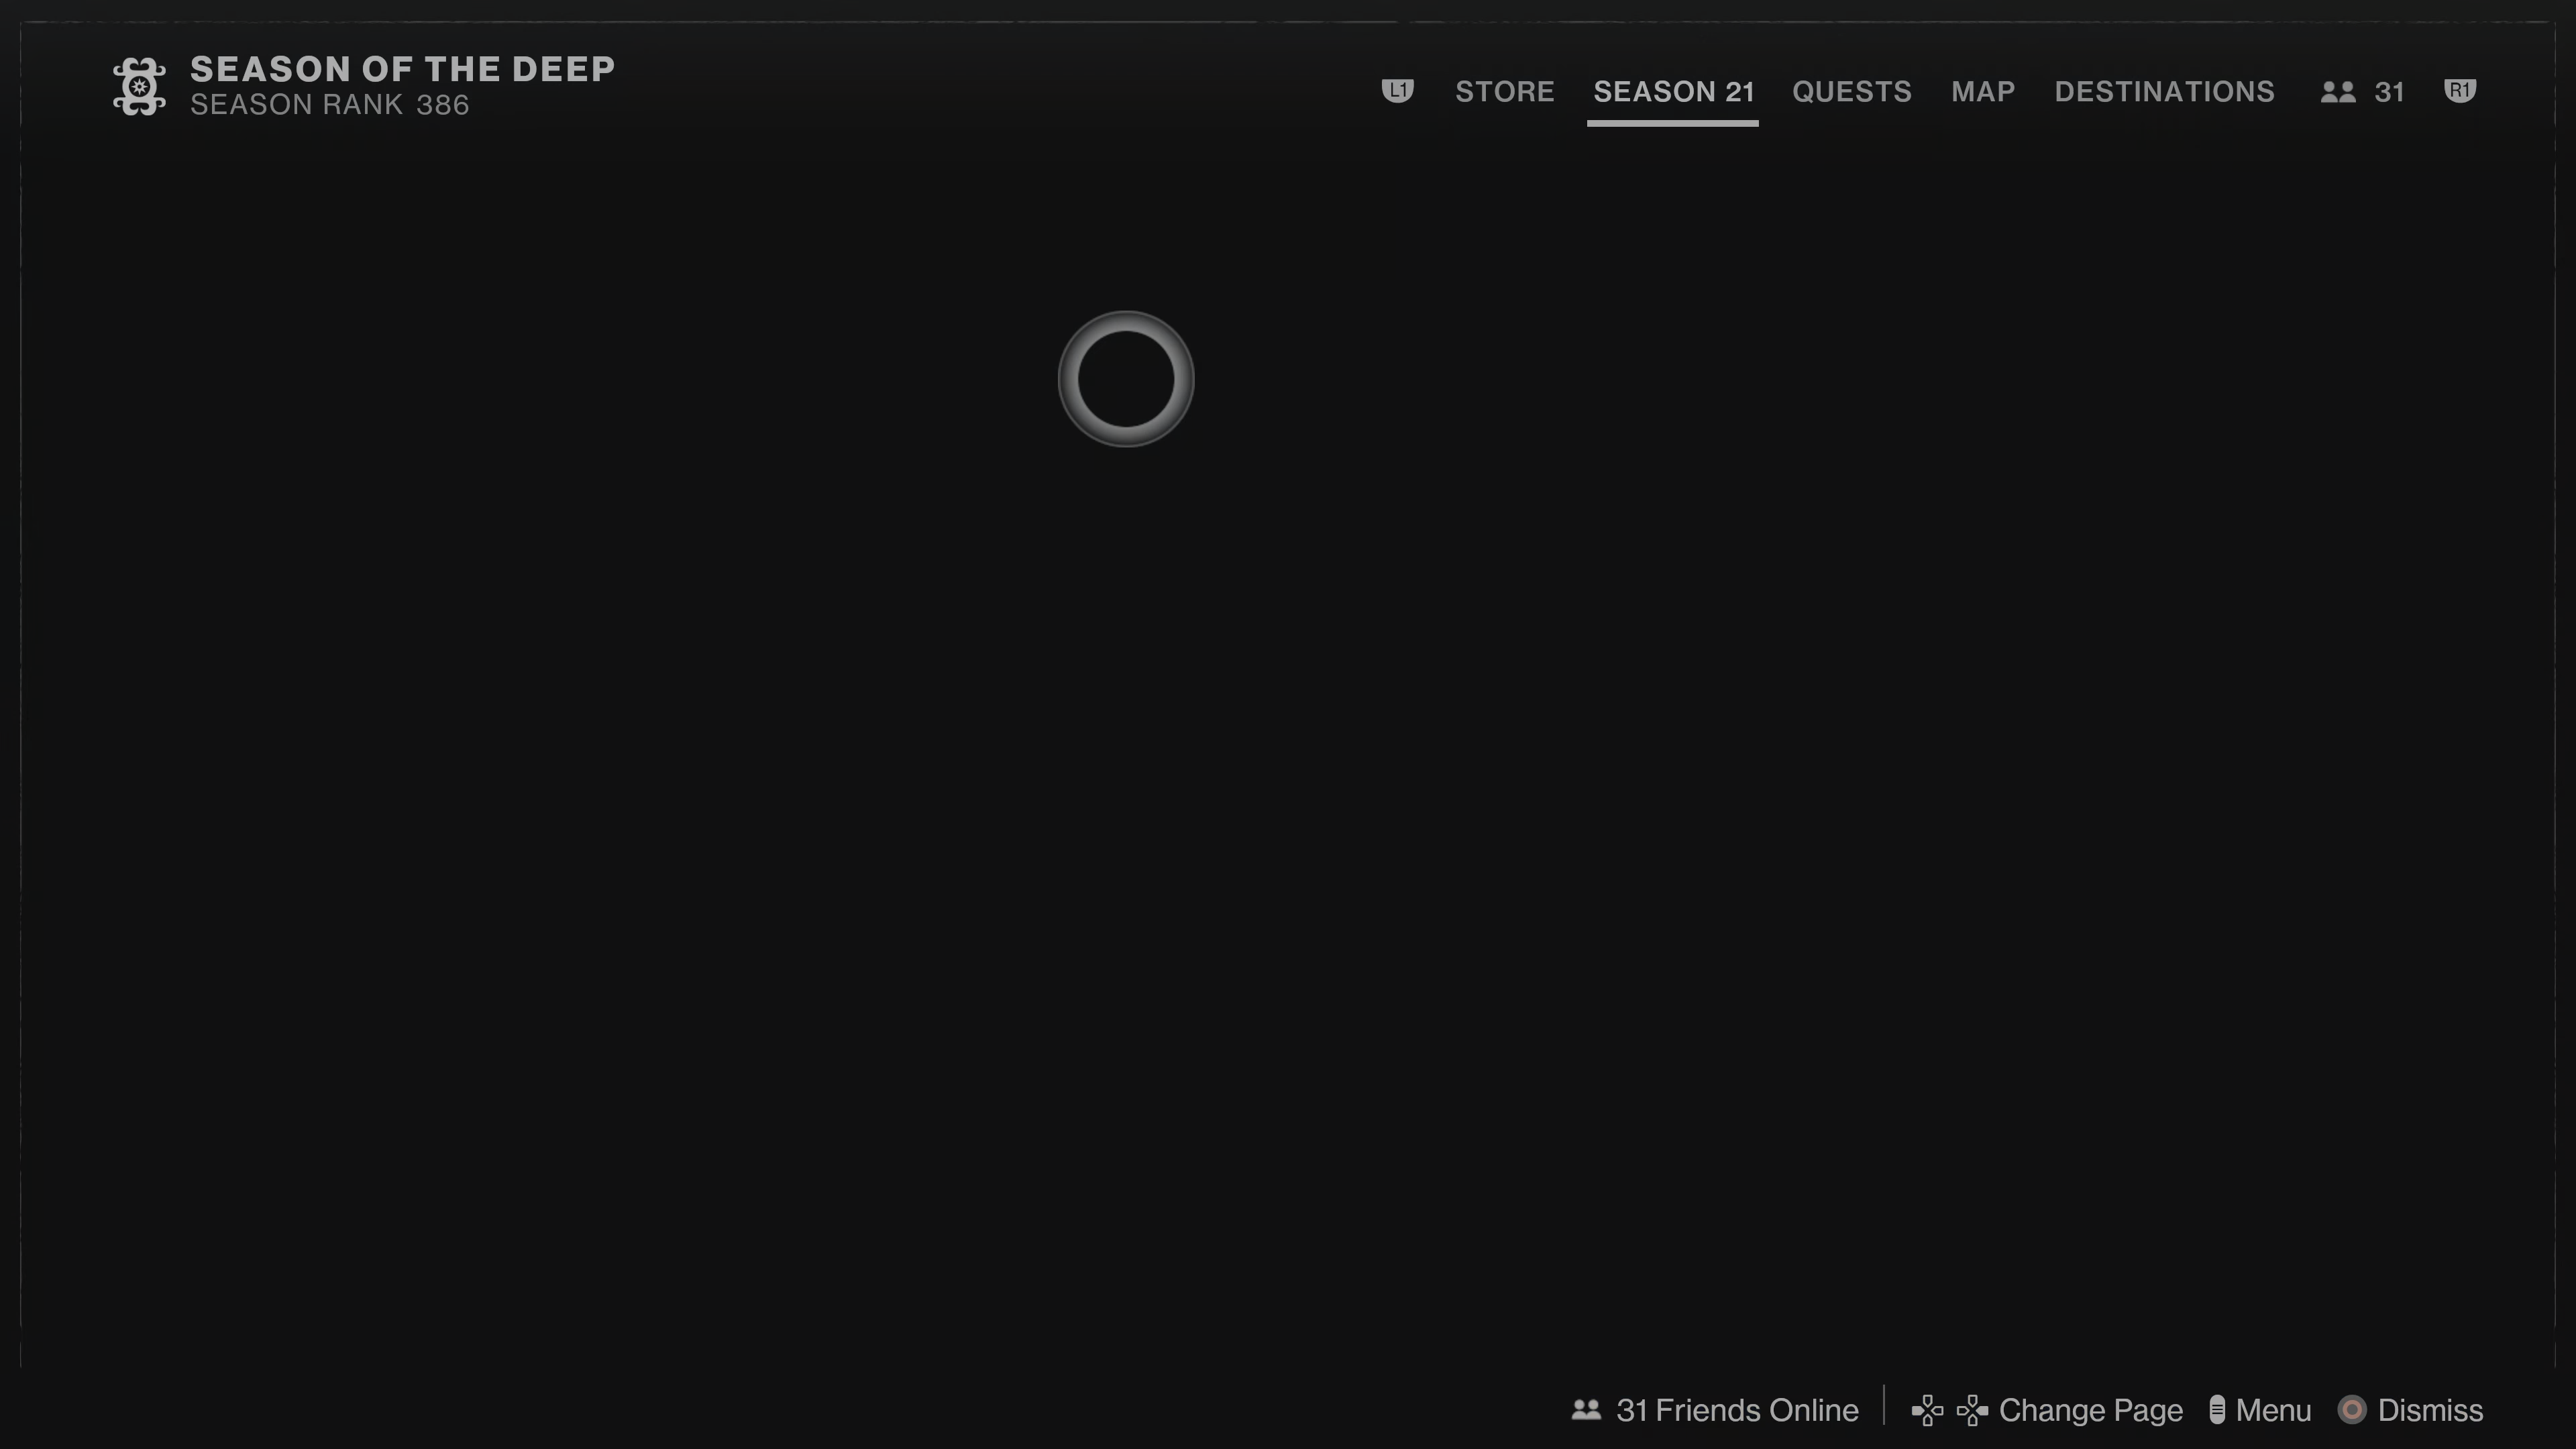 SEASON OF THE DEEP
SEASON RANK 386
L1 STORE SEASON 21 QUESTS MAP DESTINATIONS 31 R1
31 Friends Online Change Page Menu Dismiss